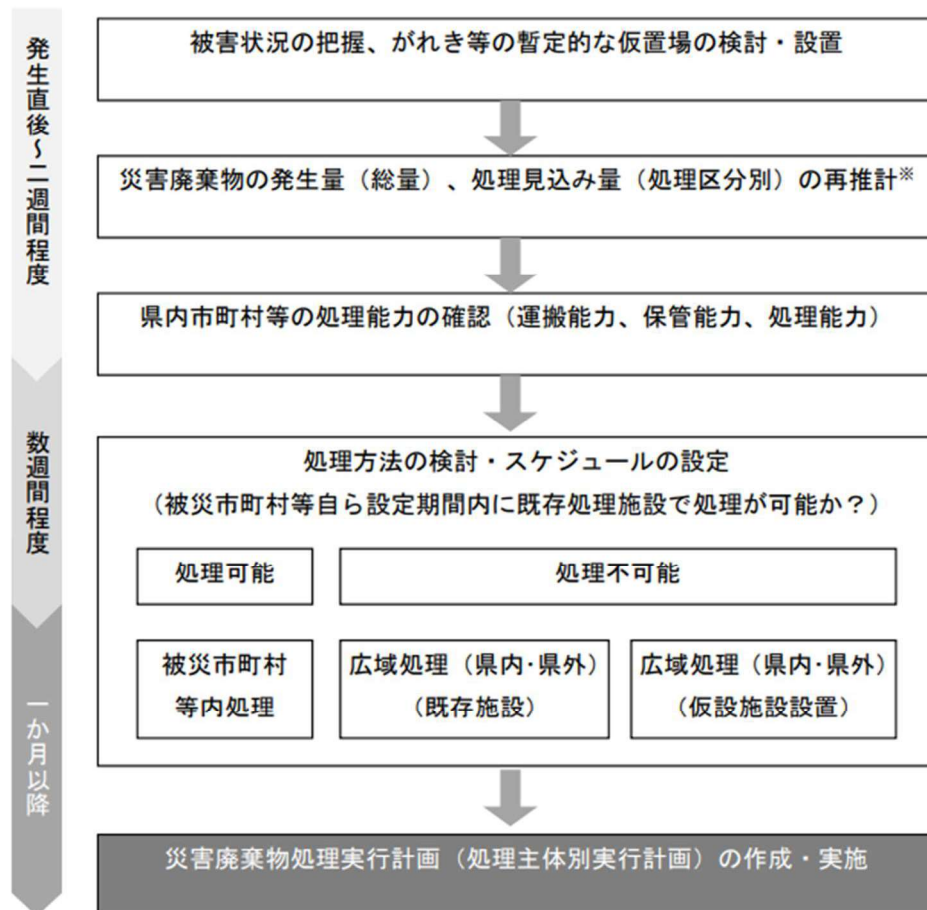 発生直後～二週間程度
被害状況の把握、がれき等の暫定的な仮置場の検討・設置
災害廃棄物の発生量（総量）、処理見込み量（処理区分別）の再推計※
県内市町村等の処理能力の確認（運搬能力、保管能力、処理能力）
数週間程度
処理方法の検討・スケジュールの設定
（被災市町村等自ら設定期間内に既存処理施設で処理が可能か？）
処理可能
処理不可能
被災市町村
等内処理
広域処理（県内･県外）
（既存施設）
広域処理（県内･県外）
（仮設施設設置）
一か月以降
災害廃棄物処理実行計画（処理主体別実行計画）の作成・実施